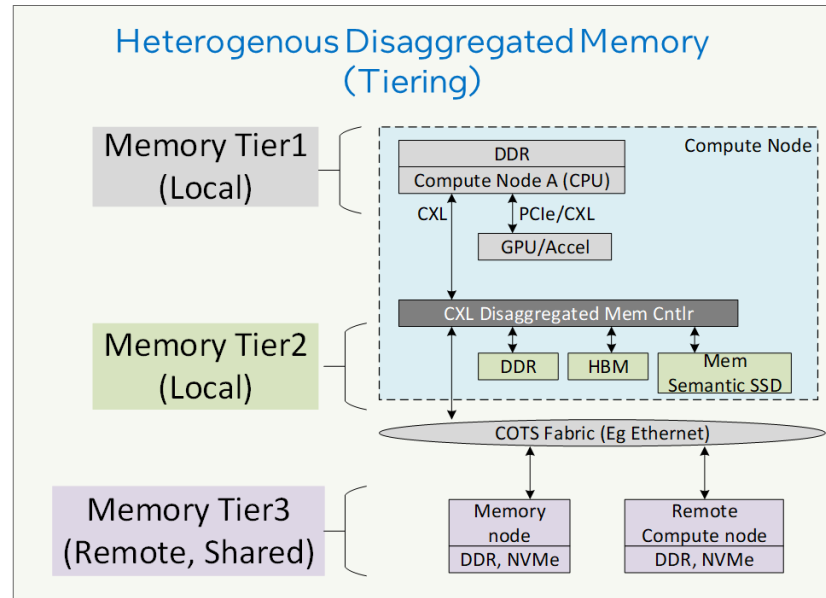 Heterogenous Disaggregated Memory
(Tiering)
Memory Tier1
(Local)
Compute Node
DDR
Compute Node A (CPU)
CXL
PCIe/CXL
GPU/Accel
CXL Disaggregated Mem Cntlr
Memory Tier2
(Local)
DDR
HBM
Mem
Semantic SSD
COTS Fabric (Eg Ethernet)
Memory Tier3
(Remote, Shared)
Memory
node
DDR, NVMe
Remote
Compute node
DDR, NVMe